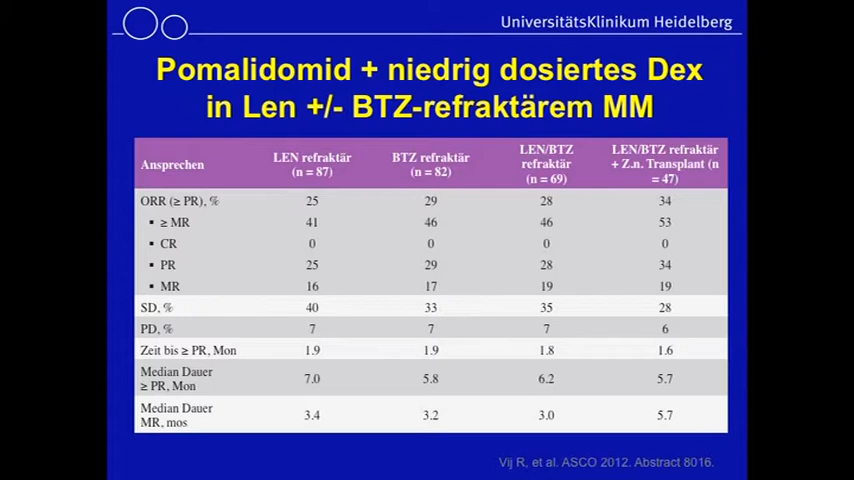 UniversitätsKlinikum Heidelberg
Pomalidomid + niedrig dosiertes Dex
in Len +/- BTZ-refraktärem MM
Ansprechen LEN refraktär (n = 87) BTZ refraktär (n = 82) LEN/BTZ refraktär (n = 69) LEN/BTZ refraktär + Z.n. Transplant (n = 47)
ORR (≥ PR), % 25 29 28 34
▪ ≥ MR 41 46 46 53
▪ CR 0 0 0 0
▪ PR 25 29 28 34
▪ MR 16 17 19 19
SD, % 40 33 35 28
PD, % 7 7 7 6
Zeit bis ≥ PR, Mon 1.9 1.9 1.8 1.6
Median Dauer ≥ PR, Mon 7.0 5.8 6.2 5.7
Median Dauer MR, mos 3.4 3.2 3.0 5.7
Vij R, et al. ASCO 2012. Abstract 8016.